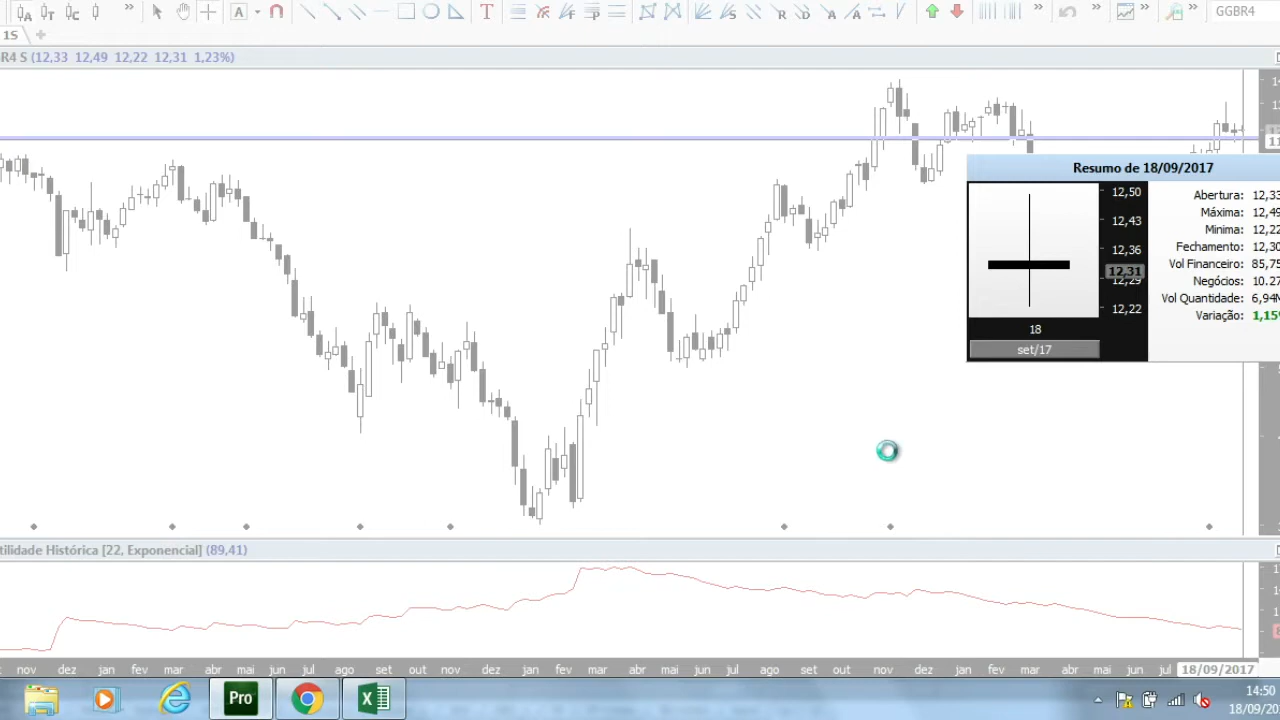 GGBR4
1S
R4 S (12,33 12,49 12,22 12,31 1,23%)
Resumo de 18/09/2017
12,50
12,43
12,36
12,31
12,29
12,22
18
set/17
Abertura: 12,33
Máxima: 12,49
Minima: 12,22
Fechamento: 12,30
Vol Financeiro: 85,75
Negócios: 10.27
Vol Quantidade: 6,94M
Variação: 1,15%
tilidade Histórica [22, Exponencial] (89,41)
nov dez jan fev mar abr mai jun jul ago set out nov dez jan fev mar abr mai jun jul ago set out nov dez jan fev mar abr mai jun jul 18/09/2017
Pro
14:50
18/09/20